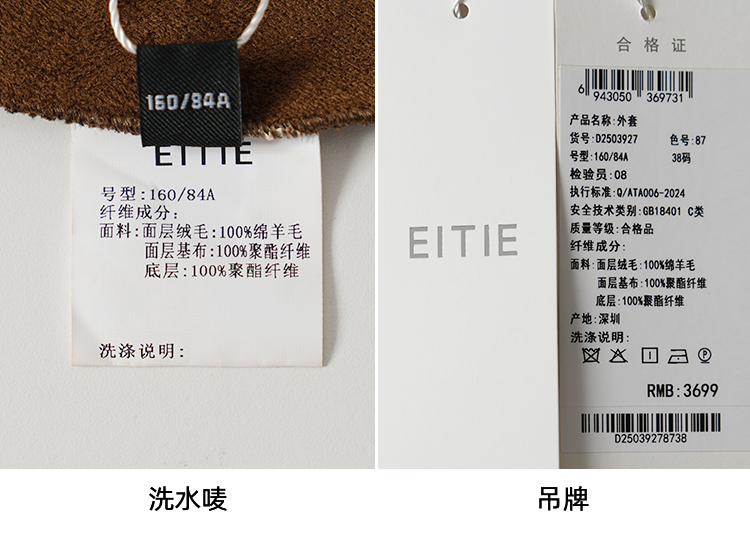 160/84A
EITIE
号型:160/84A
纤维成分:
面料:面层绒毛:100%绵羊毛
面层基布:100%聚酯纤维
底层:100%聚酯纤维
洗涤说明:
洗水唛
EITIE
合格证
6 943050 369731
产品名称:外套
货号:D2503927 色号:87
号型:160/84A 38码
检验员:08
执行标准:Q/ATA006-2024
安全技术类别:GB18401 C类
质量等级:合格品
纤维成分:
面料:面层绒毛:100%绵羊毛
面层基布:100%聚酯纤维
底层:100%聚酯纤维
产地:深圳
洗涤说明:
RMB:3699
D25039278738
吊牌